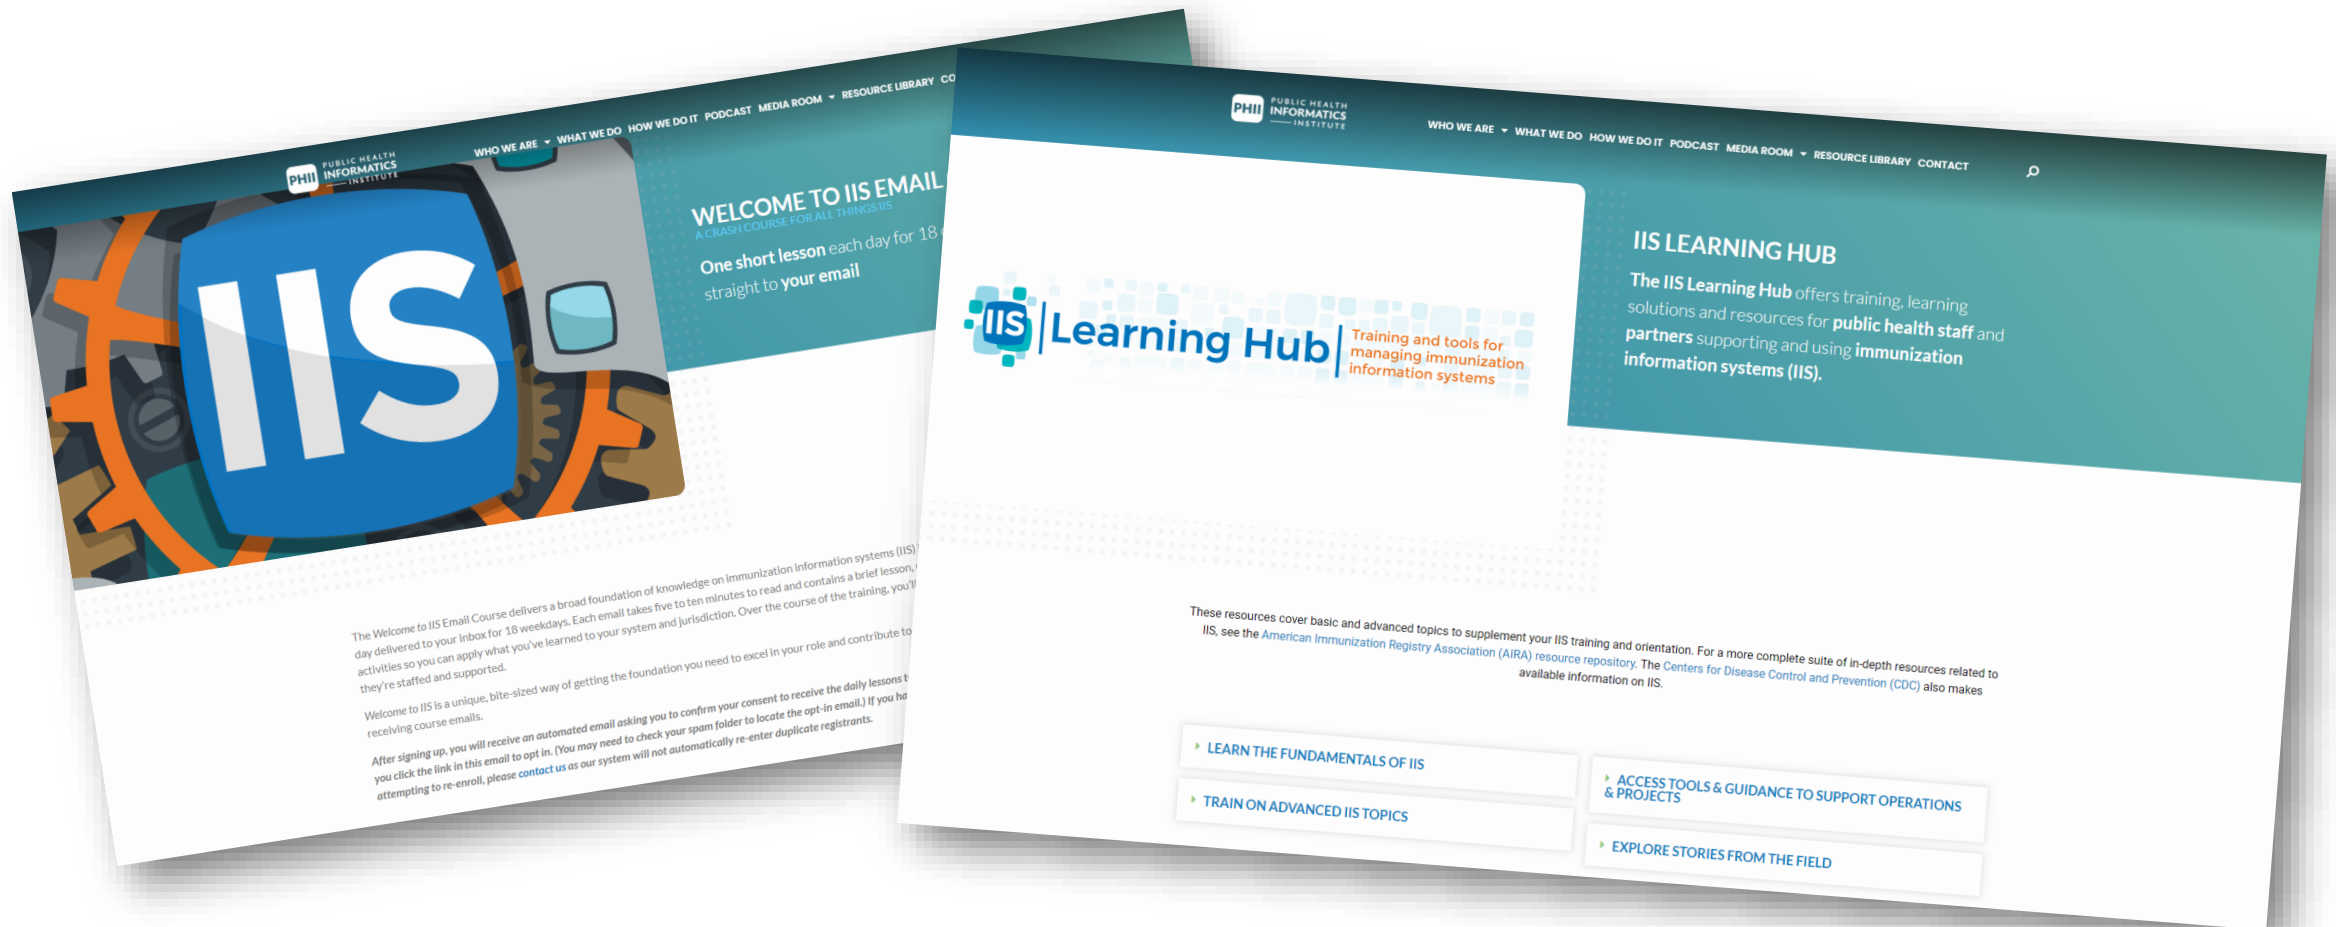 PHII PUBLIC HEALTH
INFORMATICS
INSTITUTE
WHO WE ARE WHAT WE DO HOW WE DO IT PODCAST MEDIA ROOM RESOURCE LIBRARY CO
IIS
WELCOME TO IIS EMAIL
A CRASH COURSE FOR ALL THINGS IIS
One short lesson each day for 18
straight to your email
The Welcome to IIS Email Course delivers a broad foundation of knowledge on immunization information systems (IIS)
day delivered to your inbox for 18 weekdays. Each email takes five to ten minutes to read and contains a brief lesson,
activities so you can apply what you've learned to your system and jurisdiction. Over the course of the training, you'll
they're staffed and supported.
Welcome to IIS is a unique, bite-sized way of getting the foundation you need to excel in your role and contribute to
receiving course emails.
After signing up, you will receive an automated email asking you to confirm your consent to receive the daily lessons
you click the link in this email to opt in. (You may need to check your spam folder to locate the opt-in email.) If you ha
attempting to re-enroll, please contact us as our system will not automatically re-enter duplicate registrants.
PHII PUBLIC HEALTH
INFORMATICS
INSTITUTE
WHO WE ARE WHAT WE DO HOW WE DO IT PODCAST MEDIA ROOM RESOURCE LIBRARY CONTACT
IIS Learning Hub
Training and tools for
managing immunization
information systems
IIS LEARNING HUB
The IIS Learning Hub offers training, learning
solutions and resources for public health staff and
partners supporting and using immunization
information systems (IIS).
These resources cover basic and advanced topics to supplement your IIS training and orientation. For a more complete suite of in-depth resources related to
IIS, see the American Immunization Registry Association (AIRA) resource repository. The Centers for Disease Control and Prevention (CDC) also makes
available information on IIS.
LEARN THE FUNDAMENTALS OF IIS
TRAIN ON ADVANCED IIS TOPICS
ACCESS TOOLS & GUIDANCE TO SUPPORT OPERATIONS
& PROJECTS
EXPLORE STORIES FROM THE FIELD